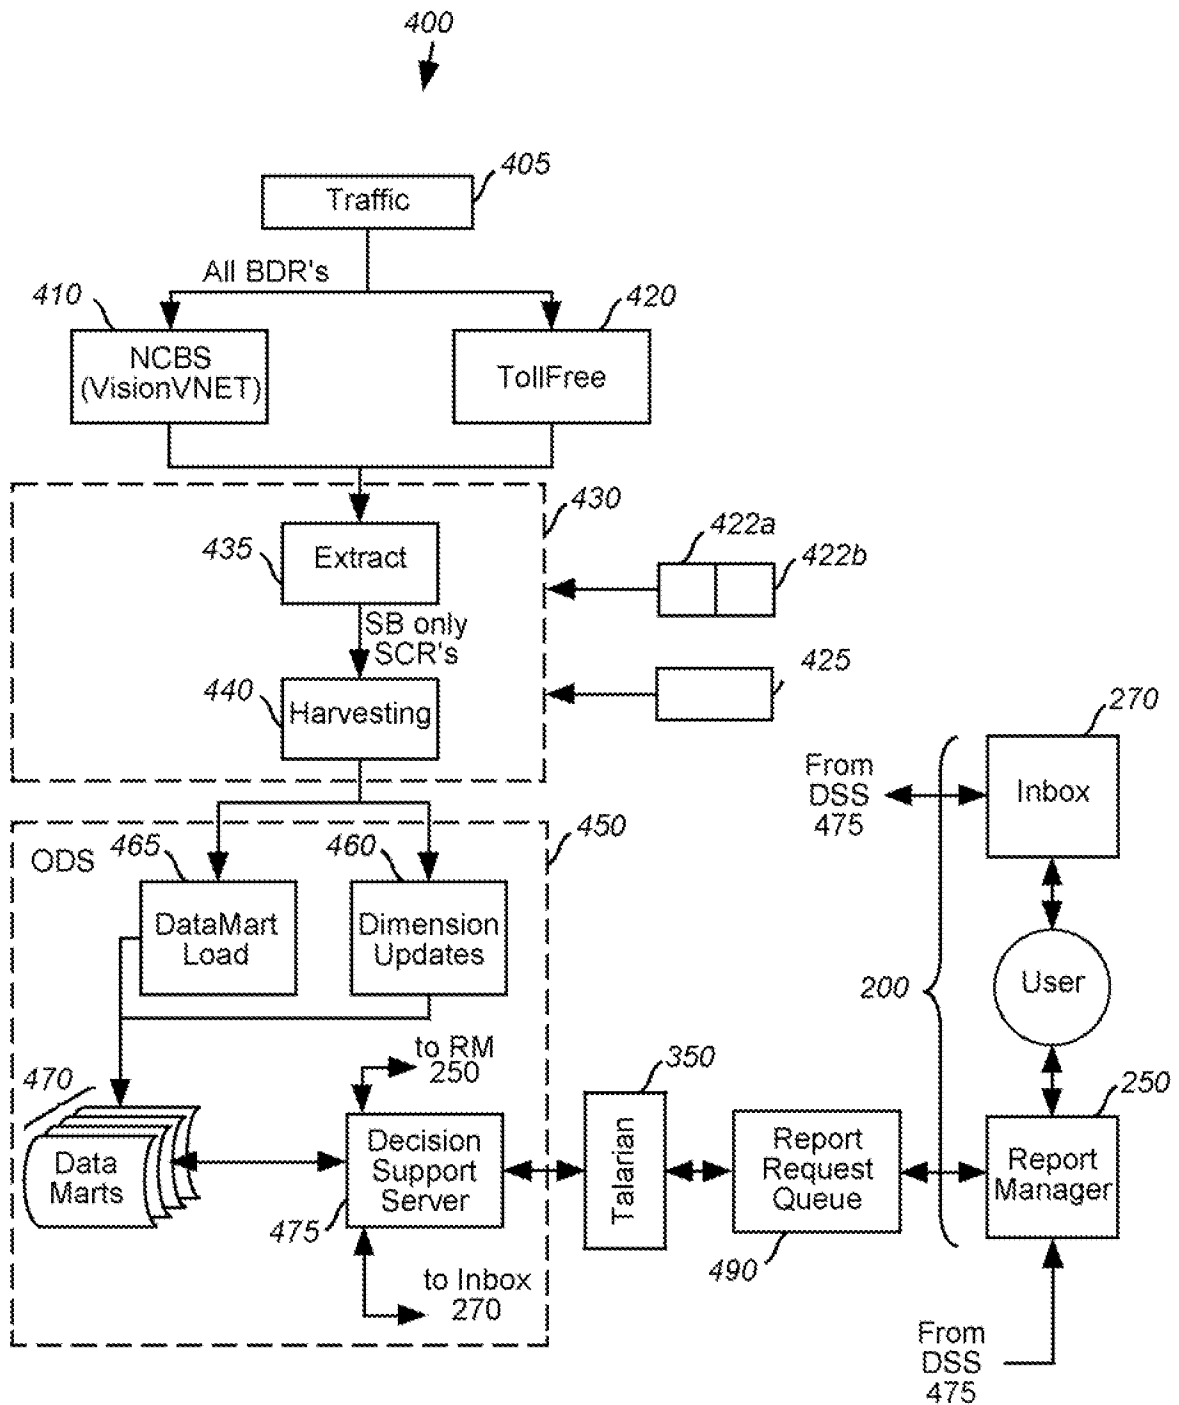 400
405
Traffic
All BDR's
410
420
NCBS
(VisionVNET)
TollFree
430
435
Extract
422a
422b
SB only
SCR's
425
440
Harvesting
270
From
DSS
475
Inbox
ODS
465
460
450
DataMart
Load
Dimension
Updates
200
User
to RM
250
350
250
470
Data
Marts
Decision
Support
Server
475
Talarian
Report
Request
Queue
490
Report
Manager
to Inbox
270
From
DSS
475